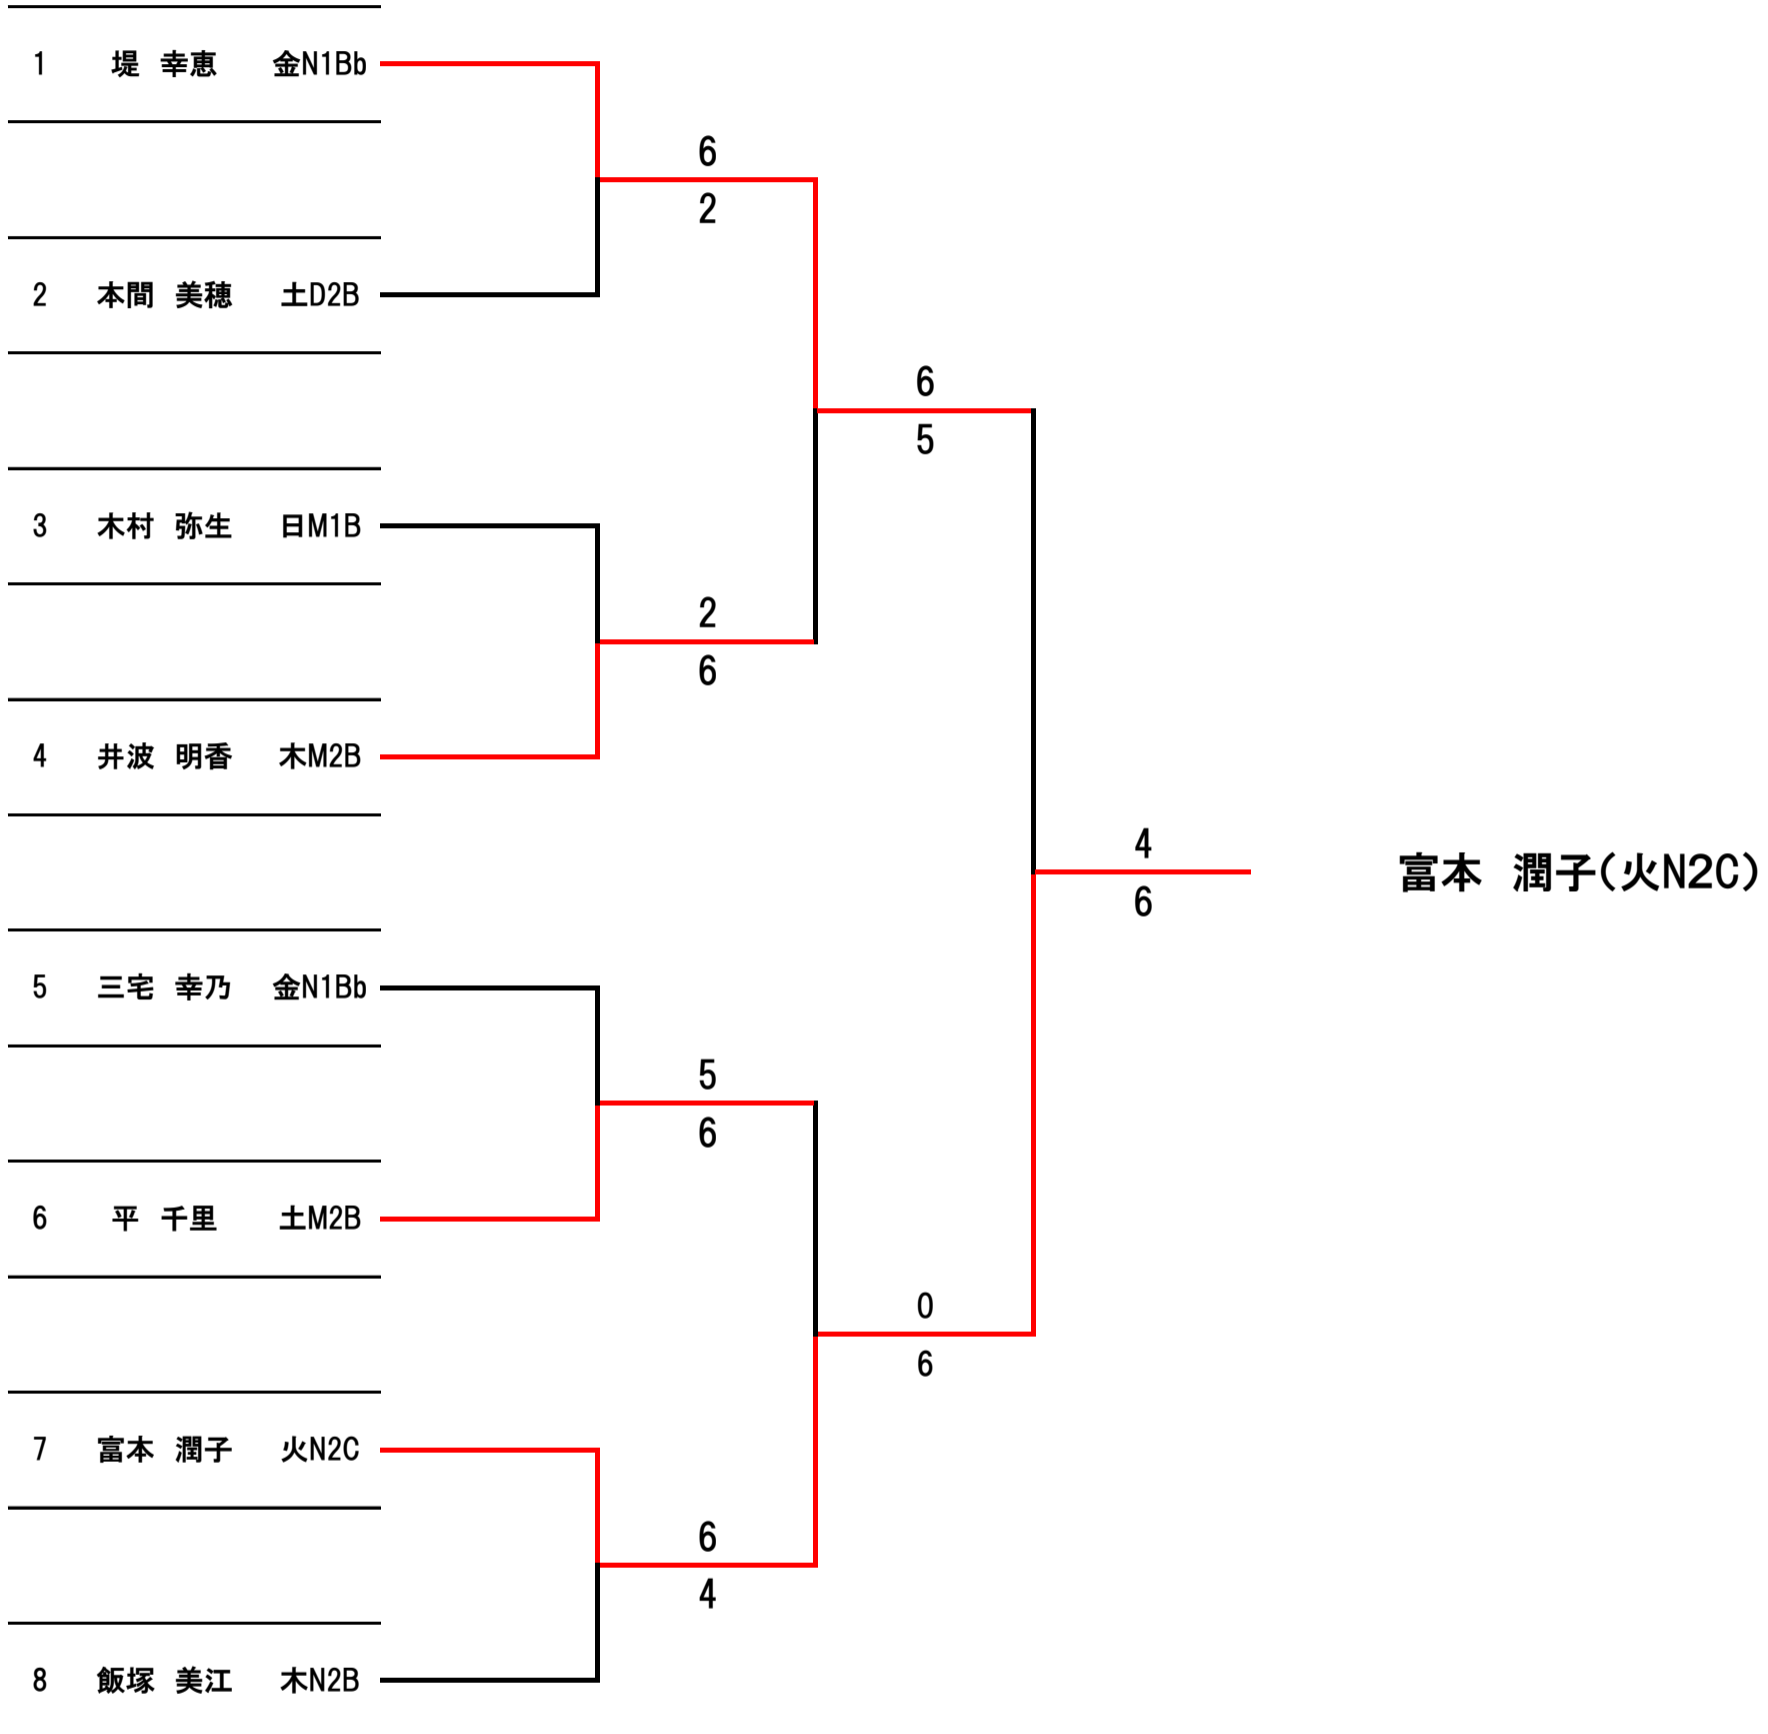 1 堤 幸恵 金N1Bb
6
2
2 本間 美穂 土D2B
6
5
3 木村 弥生 日M1B
2
6
4 井波 明香 木M2B
4
富本 潤子(火N2C)
6
5 三宅 幸乃 金N1Bb
5
6
6 平 千里 土M2B
0
6
7 富本 潤子 火N2C
6
4
8 飯塚 美江 木N2B